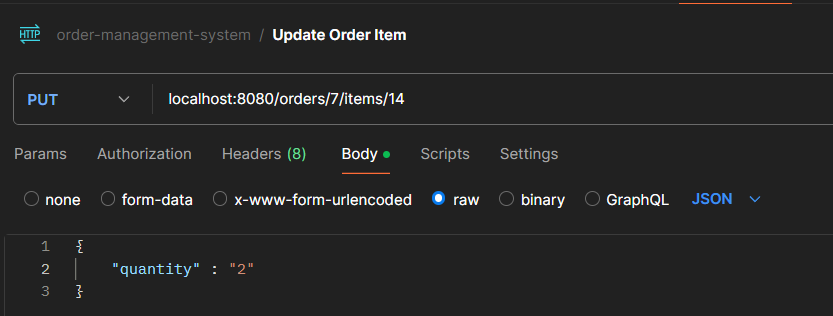 HTTP order-management-system / Update Order Item
PUT localhost:8080/orders/7/items/14
Params Authorization Headers (8) Body Scripts Settings
none form-data x-www-form-urlencoded raw binary GraphQL JSON
1 {
2 "quantity" : "2"
3 }